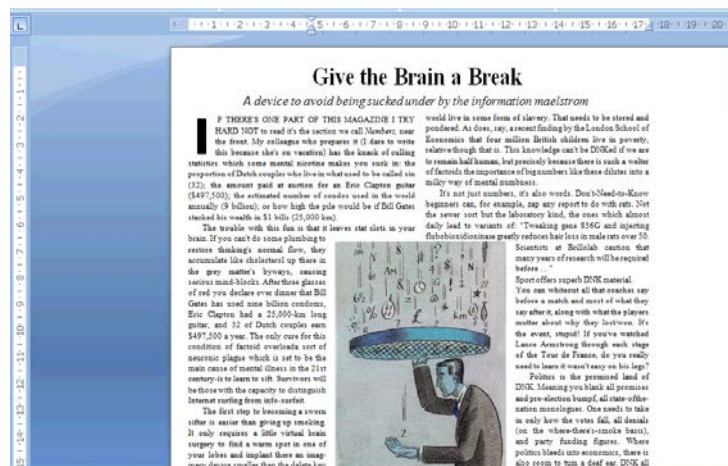 Give the Brain a Break
A device to avoid being sucked under by the information maelstrom
IF THERE'S ONE PART OF THIS MAGAZINE I TRY
HARD NOT to read it's the section we call Numbers, near
the front. My colleague who prepares it (I dare to write
this because she's on vacation) has the knack of culling
statistics which some mental nicotine makes you suck in: the
proportion of Dutch couples who live in what used to be called sin
(32); the amount paid at auction for an Eric Clapton guitar
($497,500); the estimated number of condoms used in the world
annually (9 billion); or how high the pile would be if Bill Gates
stacked his wealth in $1 bills (25,000 km).
The trouble with this fun is that it leaves stat clots in your
brain. If you can't do some plumbing to
restore thinking's normal flow, they
accumulate like cholesterol up there in
the grey matter's byways, causing
serious mind-blocks. After three glasses
of red you declare over dinner that Bill
Gates has used nine billion condoms,
Eric Clapton had a 25,000-km long
guitar, and 32 of Dutch couples earn
$497,500 a year. The only cure for this
condition of factoid overloada sort of
neuronic plague which is set to be the
main cause of mental illness in the 21st
century-is to learn to sift. Survivors will
be those with the capacity to distinguish
Internet surfing from info-surfeit.
The first step to becoming a sworn
sifter is easier than giving up smoking.
It only requires a little virtual brain
surgery to find a warm spot in one of
your lobes and implant there an imag-
inary device smaller than the delete key
world live in some form of slavery. That needs to be stored and
pondered. As does, say, a recent finding by the London School of
Economics that four million British children live in poverty,
relative though that is. This knowledge can't be DNKed if we are
to remain half human, but precisely because there is such a welter
of factoids the importance of big numbers like these dilutes into a
milky way of mental numbness.
It's not just numbers, it's also words. Don't-Need-to-Know
beginners can, for example, zap any report to do with rats. Not
the sewer sort but the laboratory kind, the ones which almost
daily lead to variants of: "Tweaking gene 856G and injecting
flubobioxidionase greatly reduces hair loss in male rats over 50.
Scientists at Brillolab caution that
many years of research will be required
before ... "
Sport offers superb DNK material.
You can whiteout all that coaches say
before a match and most of what they
say after it, along with what the players
mutter about why they lost/won. It's
the event, stupid! If you've watched
Lance Armstrong through each stage
of the Tour de France, do you really
need to learn it wasn't easy on his legs?
Politics is the promised land of
DNK. Meaning you blank all promises
and pre-election bumpf, all state-ofthe-
nation monologues. One needs to take
in only how the votes fall, all denials
(on the where-there's-smoke basis),
and party funding figures. Where
politics bleeds into economics, there is
also room to turn a deaf ear. DNK all